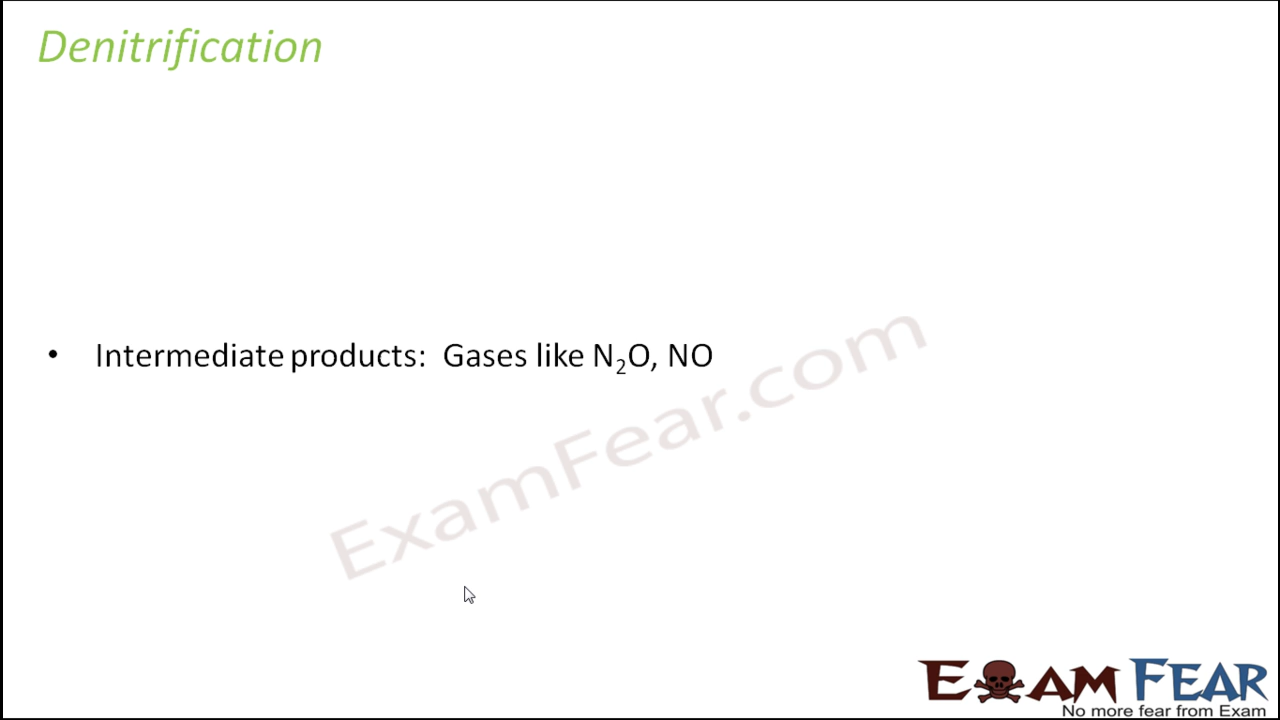 Denitrification
• Intermediate products: Gases like N₂O, NO
ExamFear.com
EXAM FEAR
No more fear from Exam